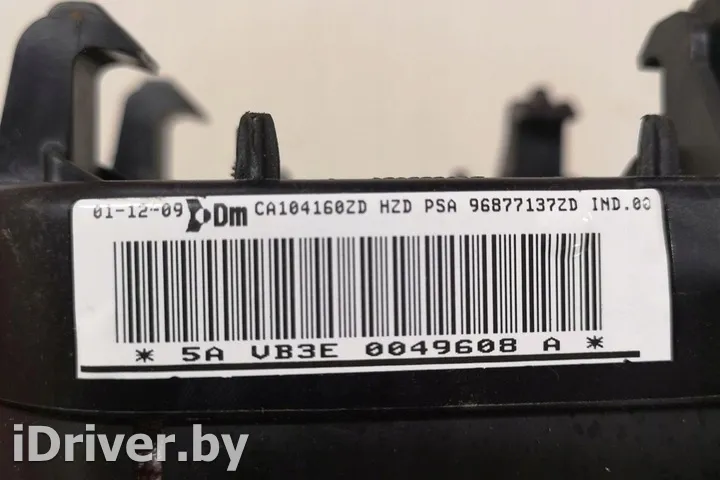 01-12-09 Dm CA104160ZD HZD PSA 96877137ZD IND.00
* 5A VB3E 0049608 A *
iDriver.by